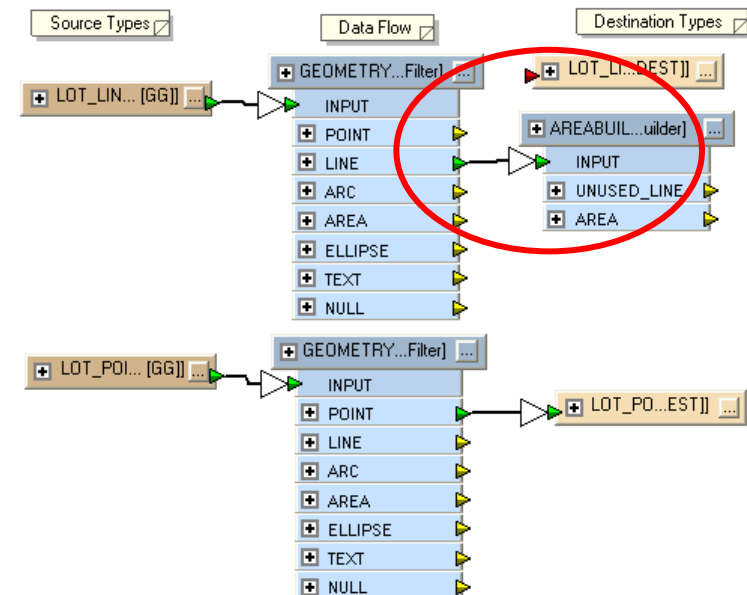 Source Types
Data Flow
Destination Types
LOT_LIN... [GG]] ...
GEOMETRY...Filter] ...
INPUT
POINT
LINE
ARC
AREA
ELLIPSE
TEXT
NULL
LOT_LI...DEST]] ...
AREABUIL...uilder] ...
INPUT
UNUSED_LINE
AREA
LOT_POI... [GG]] ...
GEOMETRY...Filter] ...
INPUT
POINT
LINE
ARC
AREA
ELLIPSE
TEXT
NULL
LOT_PO...EST]] ...